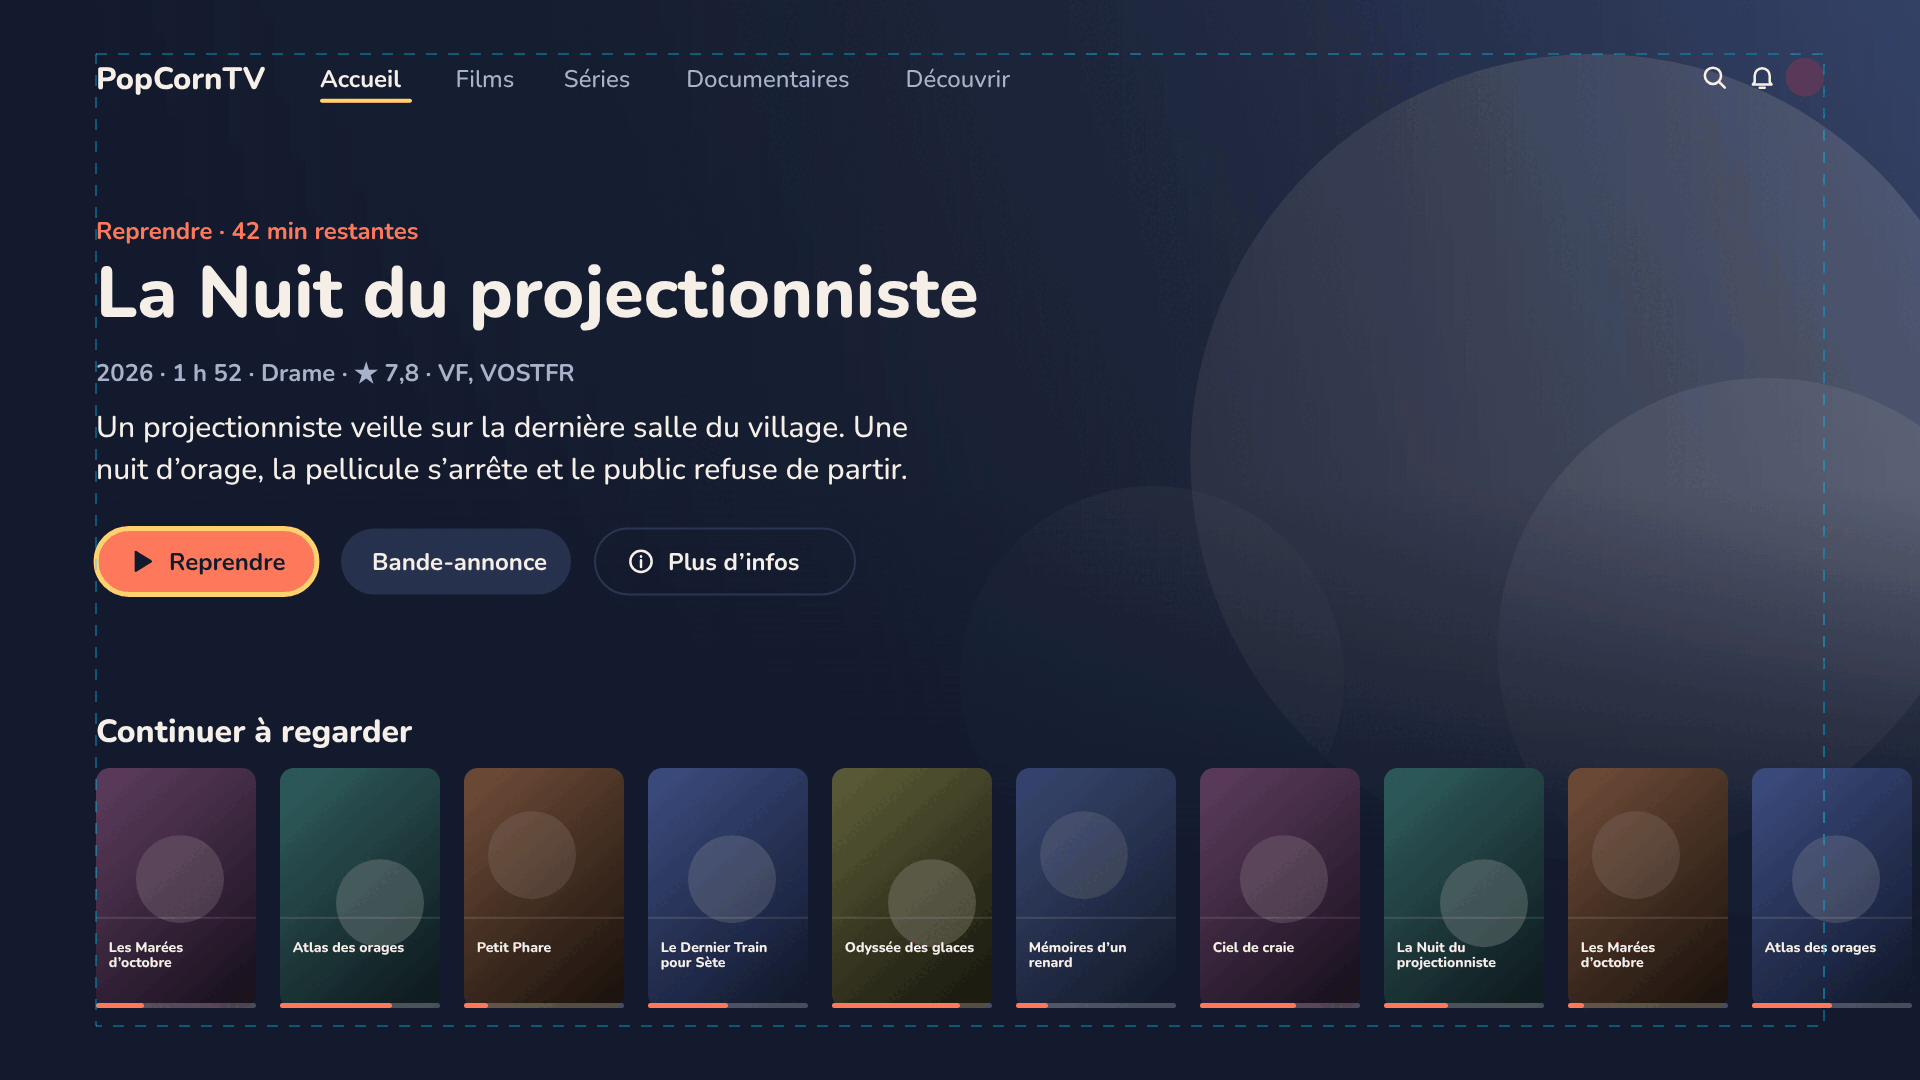 PopCornTV
Accueil
Films
Séries
Documentaires
Découvrir
Reprendre · 42 min restantes
La Nuit du projectionniste
2026 · 1 h 52 · Drame · ★ 7,8 · VF, VOSTFR
Un projectionniste veille sur la dernière salle du village. Une
nuit d’orage, la pellicule s’arrête et le public refuse de partir.
Reprendre
Bande-annonce
Plus d’infos
Continuer à regarder
Les Marées
d’octobre
Atlas des orages
Petit Phare
Le Dernier Train
pour Sète
Odyssée des glaces
Mémoires d’un
renard
Ciel de craie
La Nuit du
projectionniste
Les Marées
d’octobre
Atlas des orages